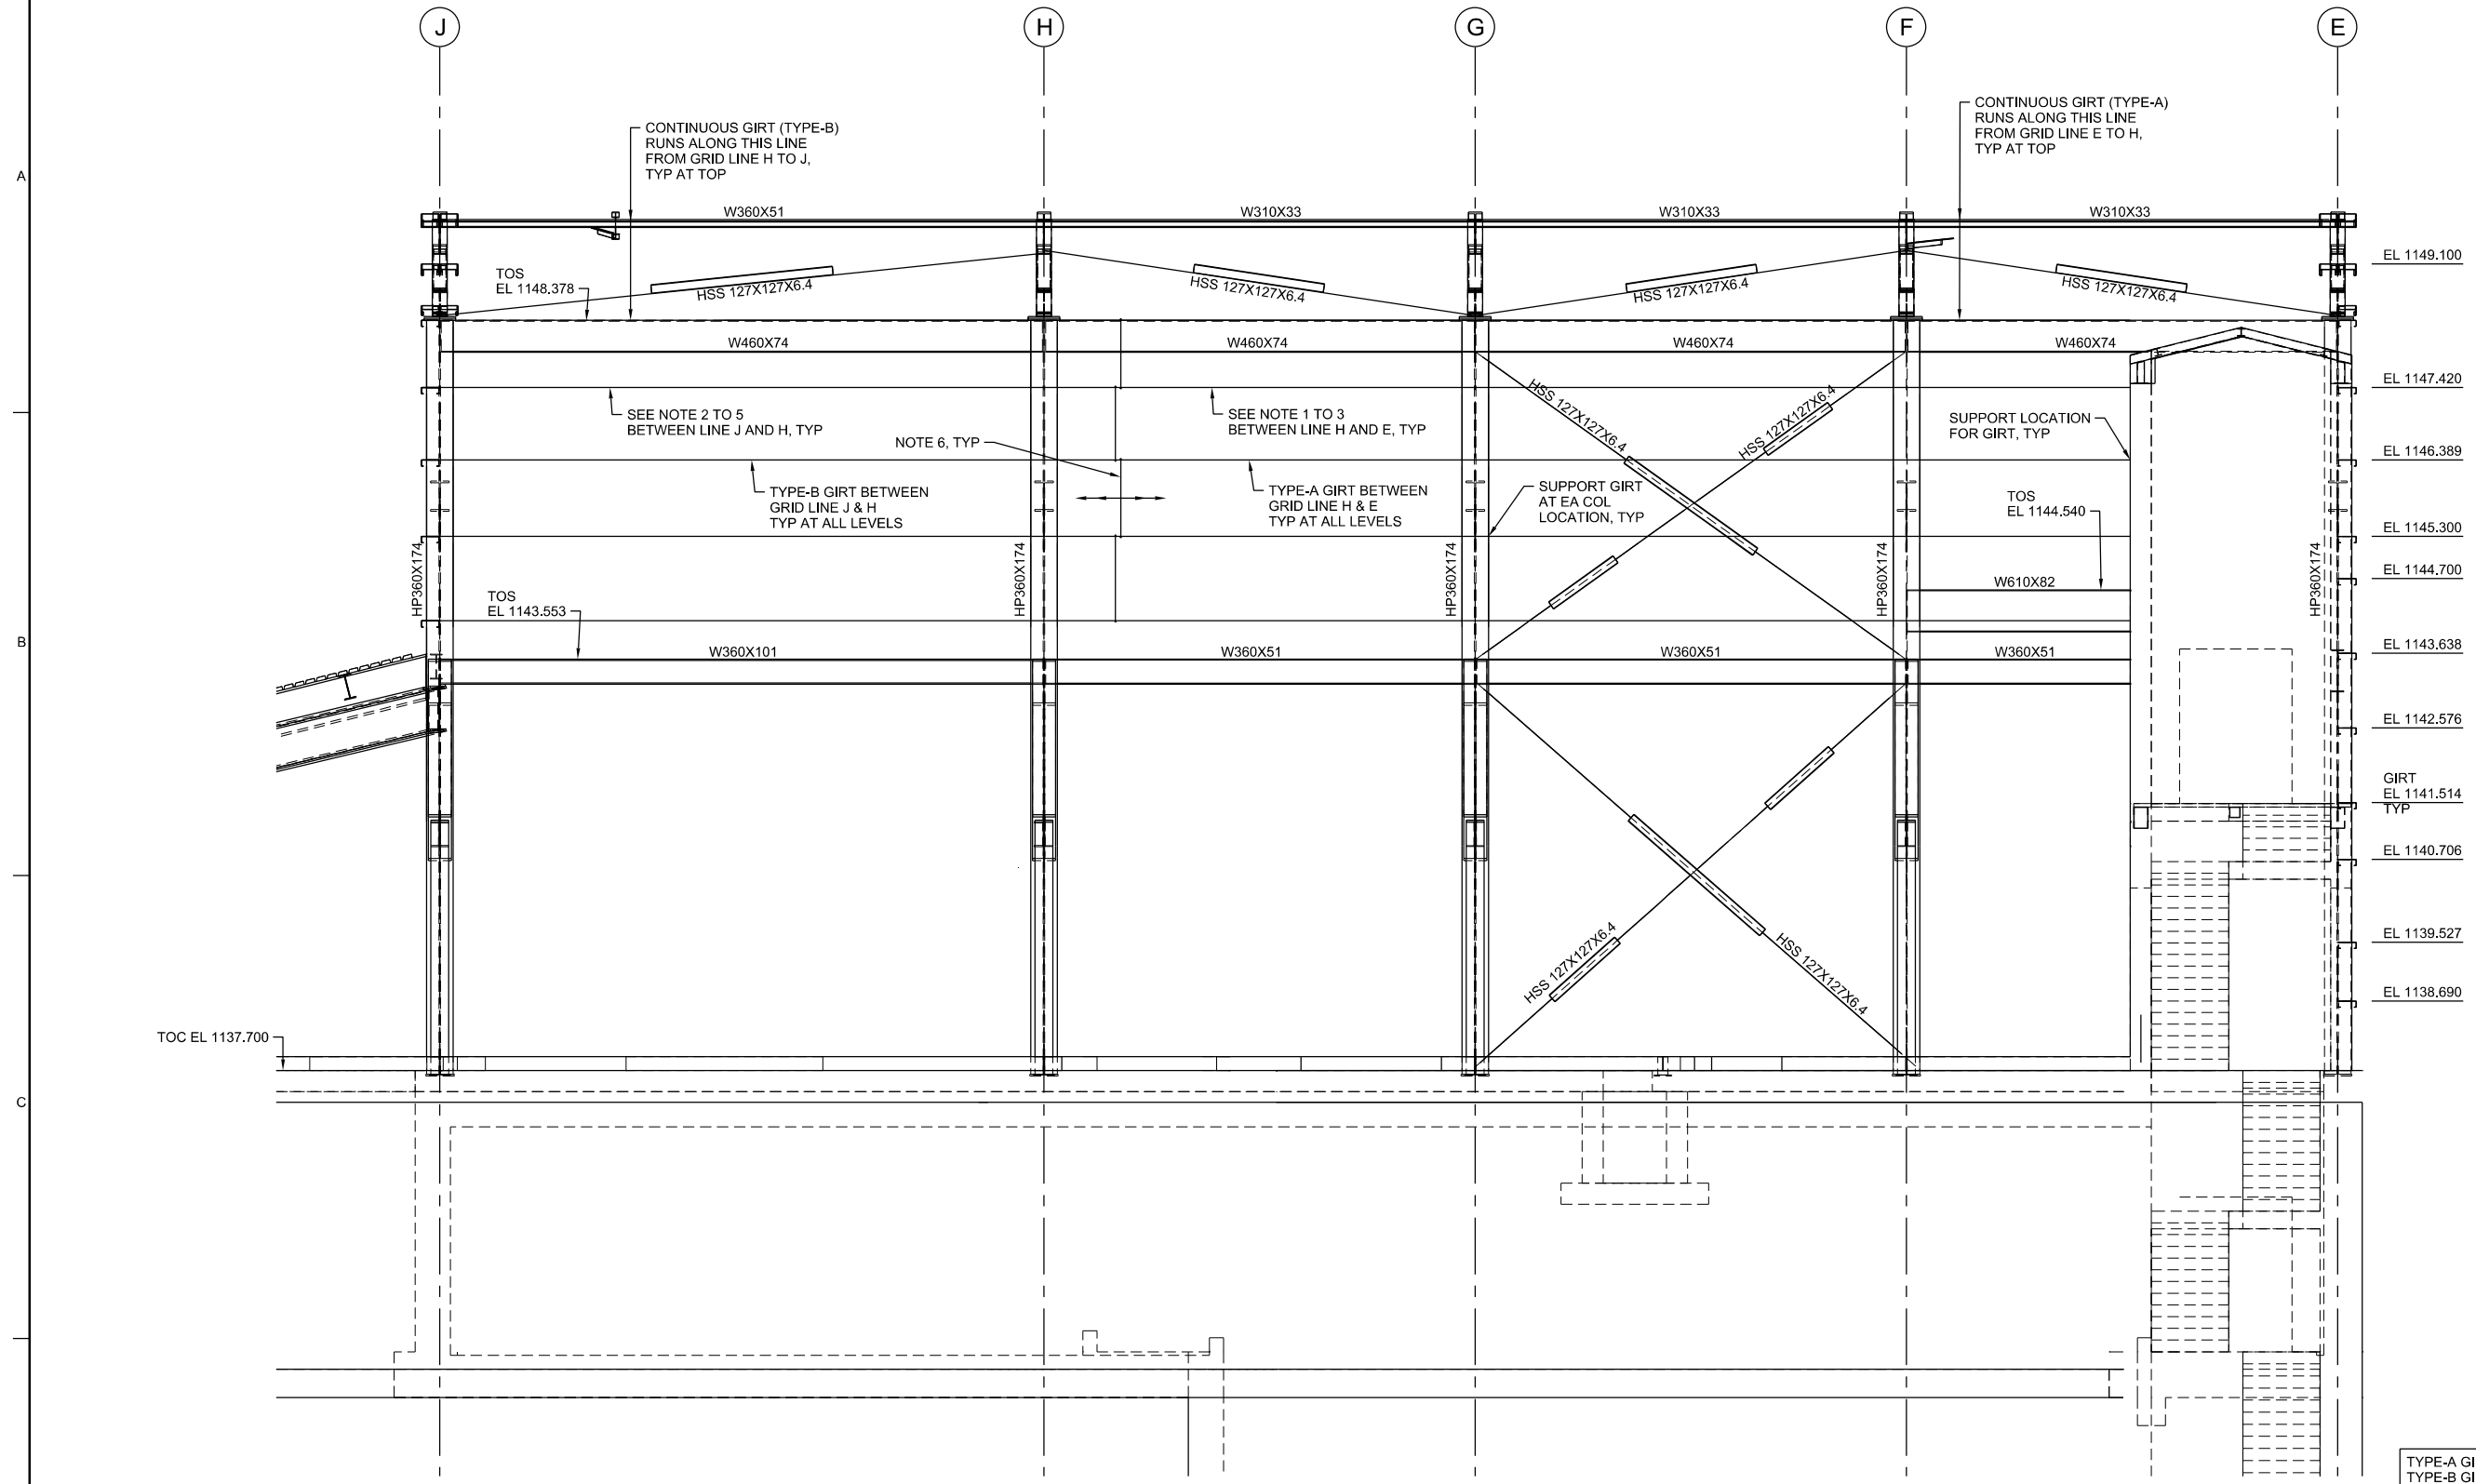 J
H
G
F
E
CONTINUOUS GIRT (TYPE-B)
RUNS ALONG THIS LINE
FROM GRID LINE H TO J,
TYP AT TOP
CONTINUOUS GIRT (TYPE-A)
RUNS ALONG THIS LINE
FROM GRID LINE E TO H,
TYP AT TOP
A
W360X51
W310X33
W310X33
W310X33
EL 1149.100
TOS
EL 1148.378
HSS 127X127X6.4
HSS 127X127X6.4
HSS 127X127X6.4
HSS 127X127X6.4
W460X74
W460X74
W460X74
W460X74
EL 1147.420
SEE NOTE 2 TO 5
BETWEEN LINE J AND H, TYP
SEE NOTE 1 TO 3
BETWEEN LINE H AND E, TYP
NOTE 6, TYP
HSS 127X127X6.4
HSS 127X127X6.4
SUPPORT LOCATION
FOR GIRT, TYP
EL 1146.389
TYPE-B GIRT BETWEEN
GRID LINE J & H
TYP AT ALL LEVELS
TYPE-A GIRT BETWEEN
GRID LINE H & E
TYP AT ALL LEVELS
SUPPORT GIRT
AT EA COL
LOCATION, TYP
TOS
EL 1144.540
EL 1145.300
HP360X174
HP360X174
HP360X174
HP360X174
HP360X174
EL 1144.700
W610X82
TOS
EL 1143.553
B
W360X101
W360X51
W360X51
W360X51
EL 1143.638
EL 1142.576
GIRT
EL 1141.514
TYP
EL 1140.706
HSS 127X127X6.4
HSS 127X127X6.4
EL 1139.527
EL 1138.690
TOC EL 1137.700
C
TYPE-A GI
TYPE-B GI